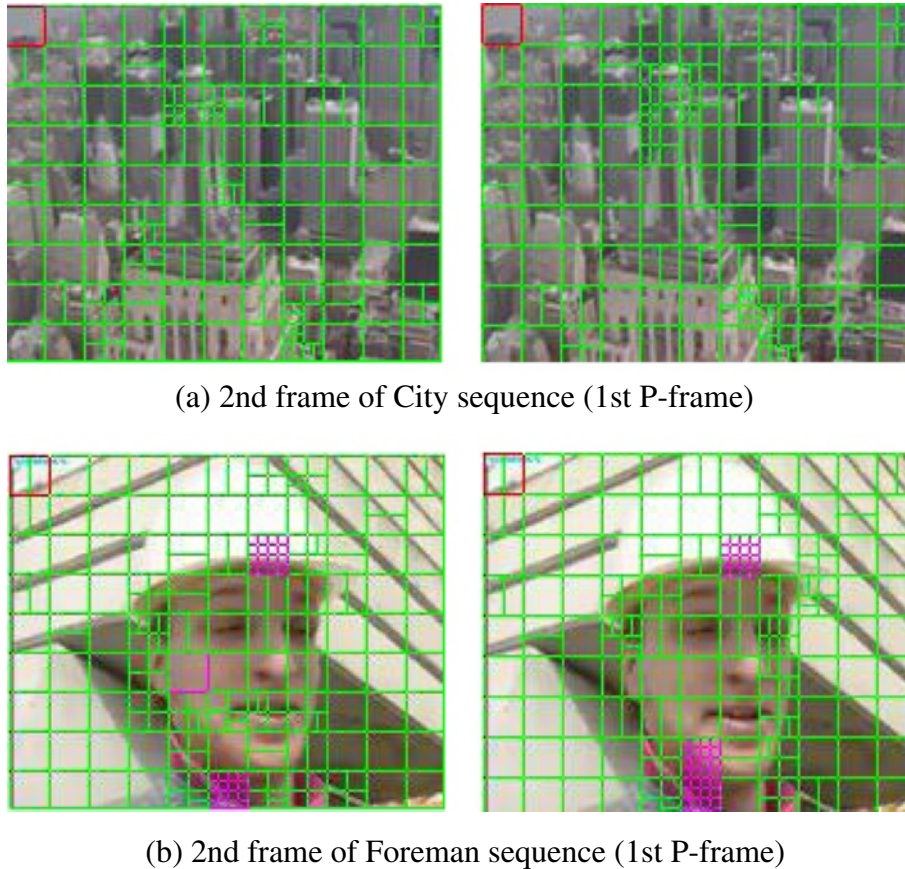 (a) 2nd frame of City sequence (1st P-frame)
(b) 2nd frame of Foreman sequence (1st P-frame)